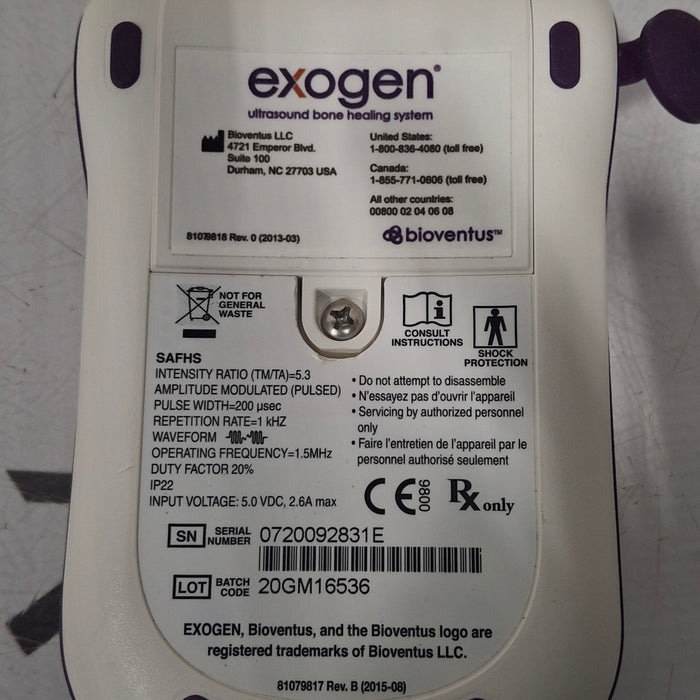 exogen®
ultrasound bone healing system
Bioventus LLC
4721 Emperor Blvd.
Suite 100
Durham, NC 27703 USA
United States:
1-800-836-4080 (toll free)
Canada:
1-855-771-0606 (toll free)
All other countries:
00800 02 04 06 08
81079818 Rev. 0 (2013-03)
bioventus™
NOT FOR
GENERAL
WASTE
CONSULT
INSTRUCTIONS
SHOCK
PROTECTION
SAFHS
INTENSITY RATIO (TM/TA)=5.3
AMPLITUDE MODULATED (PULSED)
PULSE WIDTH=200 µsec
REPETITION RATE=1 kHZ
WAVEFORM
OPERATING FREQUENCY=1.5MHz
DUTY FACTOR 20%
IP22
INPUT VOLTAGE: 5.0 VDC, 2.6A max
• Do not attempt to disassemble
• N'essayez pas d'ouvrir l'appareil
• Servicing by authorized personnel
only
• Faire l'entretien de l'appareil par le
personnel authorisé seulement
CE 0086
Rx only
SN SERIAL
NUMBER 0720092831E
LOT BATCH
CODE 20GM16536
EXOGEN, Bioventus, and the Bioventus logo are
registered trademarks of Bioventus LLC.
81079817 Rev. B (2015-08)